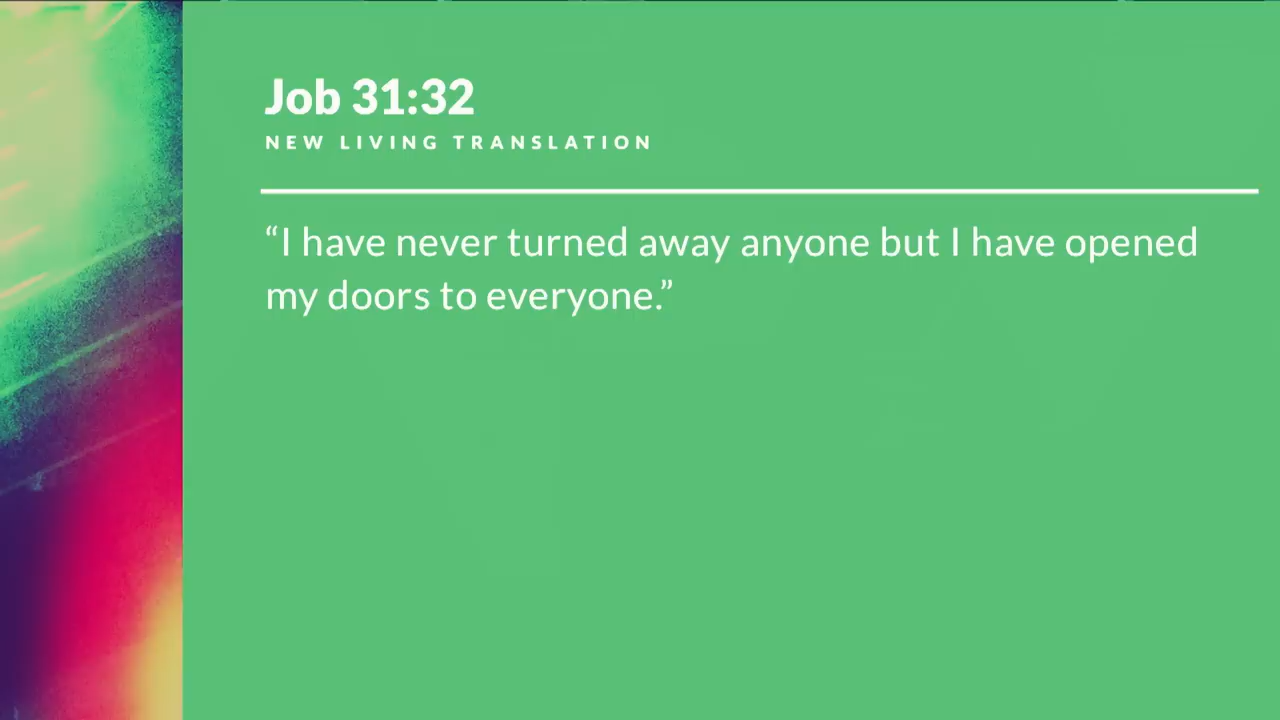 Job 31:32
NEW LIVING TRANSLATION
“I have never turned away anyone but I have opened
my doors to everyone.”